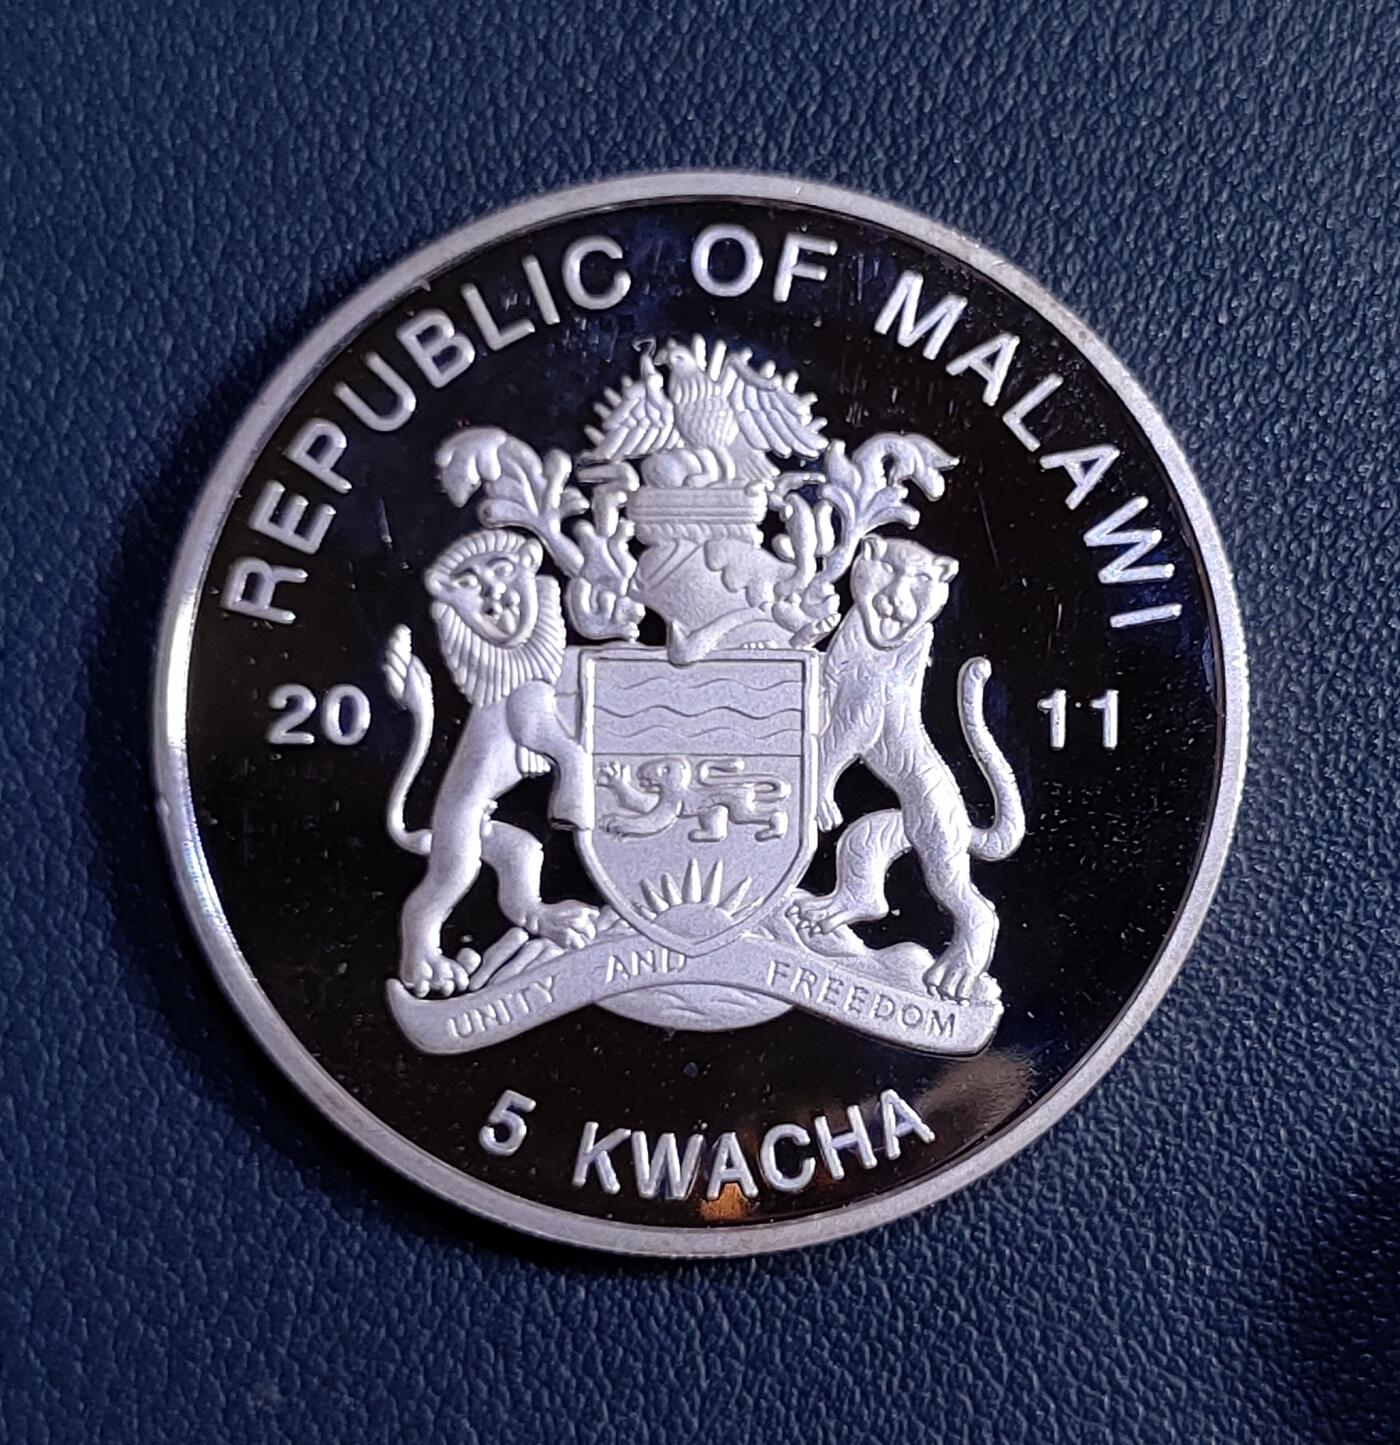 REPUBLIC OF MALAWI
20 11
UNITY AND FREEDOM
5 KWACHA